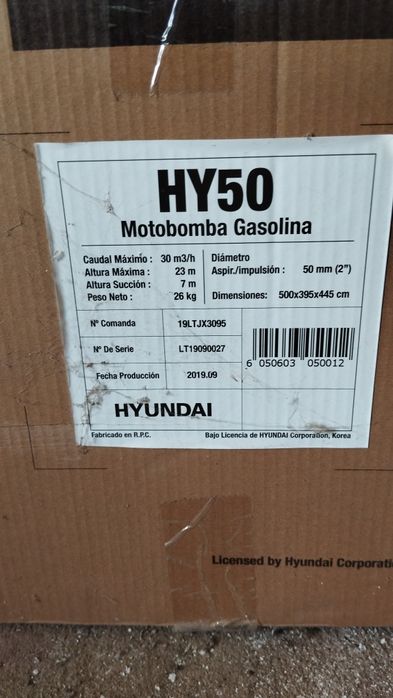 HY50
Motobomba Gasolina
Caudal Máximo : 30 m3/h
Altura Máxima : 23 m
Altura Succión : 7 m
Peso Neto : 26 kg
Diámetro
Aspir./impulsión : 50 mm (2")
Dimensiones: 500x395x445 cm
Nº Comanda 19LTJX3095
Nº De Serie LT19090027
Fecha Producción 2019.09
6 050603 050012
HYUNDAI
Fabricado en R.P.C. Bajo Licencia de HYUNDAI Corporation, Korea
Licensed by Hyundai Corporati